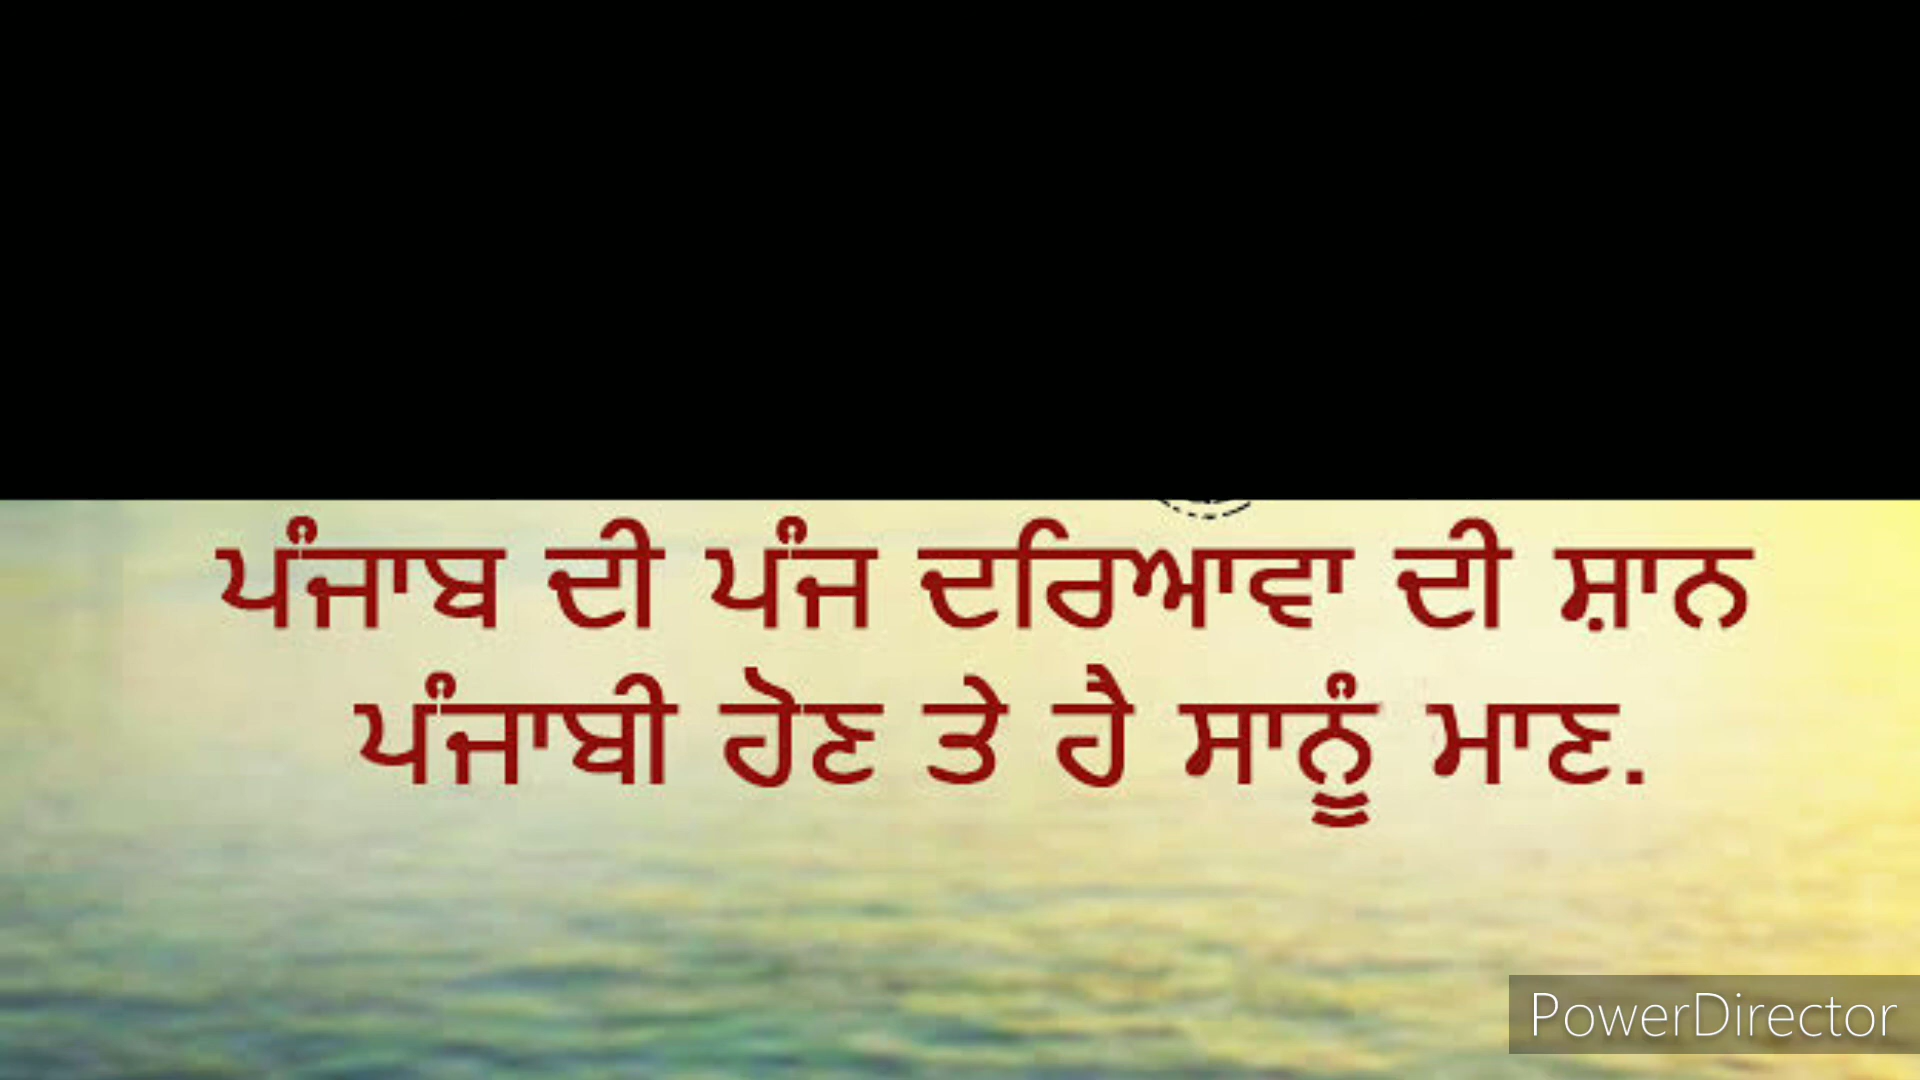 ਪੰਜਾਬ ਦੀ ਪੰਜ ਦਰਿਆਵਾ ਦੀ ਸ਼ਾਨ
ਪੰਜਾਬੀ ਹੋਣ ਤੇ ਹੈ ਸਾਨੂੰ ਮਾਣ.
PowerDirector